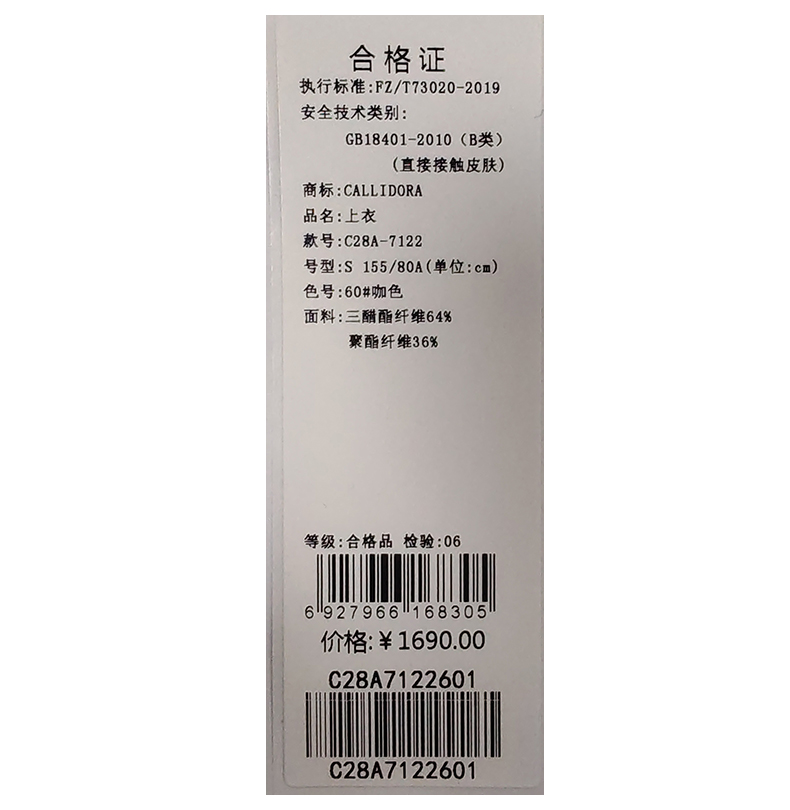 合格证
执行标准:FZ/T73020-2019
安全技术类别:
GB18401-2010（B类）
(直接接触皮肤)
商标:CALLIDORA
品名:上衣
款号:C28A-7122
号型:S 155/80A(单位:cm)
色号:60#咖色
面料:三醋酯纤维64%
聚酯纤维36%
等级:合格品 检验:06
6 927966 168305
价格:￥1690.00
C28A7122601
C28A7122601